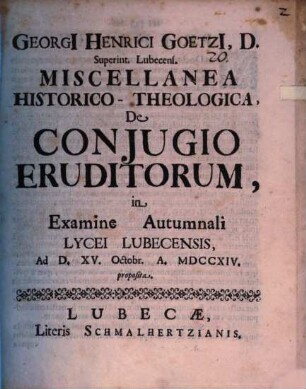 GEORGI HENRICI GOETZI, D.
Superint. Lubecens.
20.
MISCELLANEA
HISTORICO-THEOLOGICA,
De
CONJUGIO
ERUDITORUM,
in
Examine Autumnali
LYCEI LUBECENSIS,
Ad D. XV. Octobr. A. MDCCXIV.
proposita.
LUBECÆ,
Literis SCHMALHERTZIANIS.